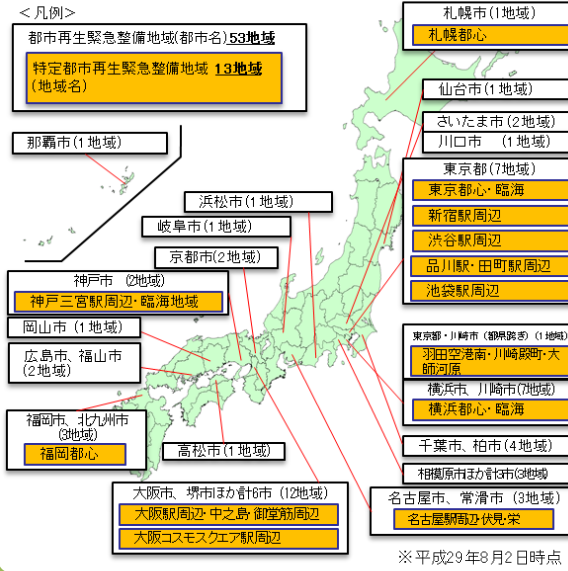 ＜凡例＞
都市再生緊急整備地域(都市名)53地域
特定都市再生緊急整備地域 13地域
(地域名)
札幌市(1地域)
札幌都心
仙台市(1地域)
さいたま市(2地域)
川口市 (1地域)
那覇市(1地域)
東京都(7地域)
東京都心・臨海
新宿駅周辺
渋谷駅周辺
品川駅・田町駅周辺
池袋駅周辺
浜松市(1地域)
岐阜市(1地域)
京都市(2地域)
神戸市 (2地域)
神戸三宮駅周辺・臨海地域
岡山市(1地域)
広島市、福山市
(2地域)
東京都・川崎市(都県跨ぎ)(1地域)
羽田空港南・川崎殿町・大
師河原
横浜市、川崎市(7地域)
横浜都心・臨海
福岡市、北九州市
(3地域)
福岡都心
高松市(1地域)
千葉市、柏市(4地域)
相模原市ほか計3市(3地域)
大阪市、堺市ほか計6市 (12地域)
大阪駅周辺・中之島・御堂筋周辺
大阪コスモスクエア駅周辺
名古屋市、常滑市 (3地域)
名古屋駅周辺・伏見・栄
※平成29年8月2日時点